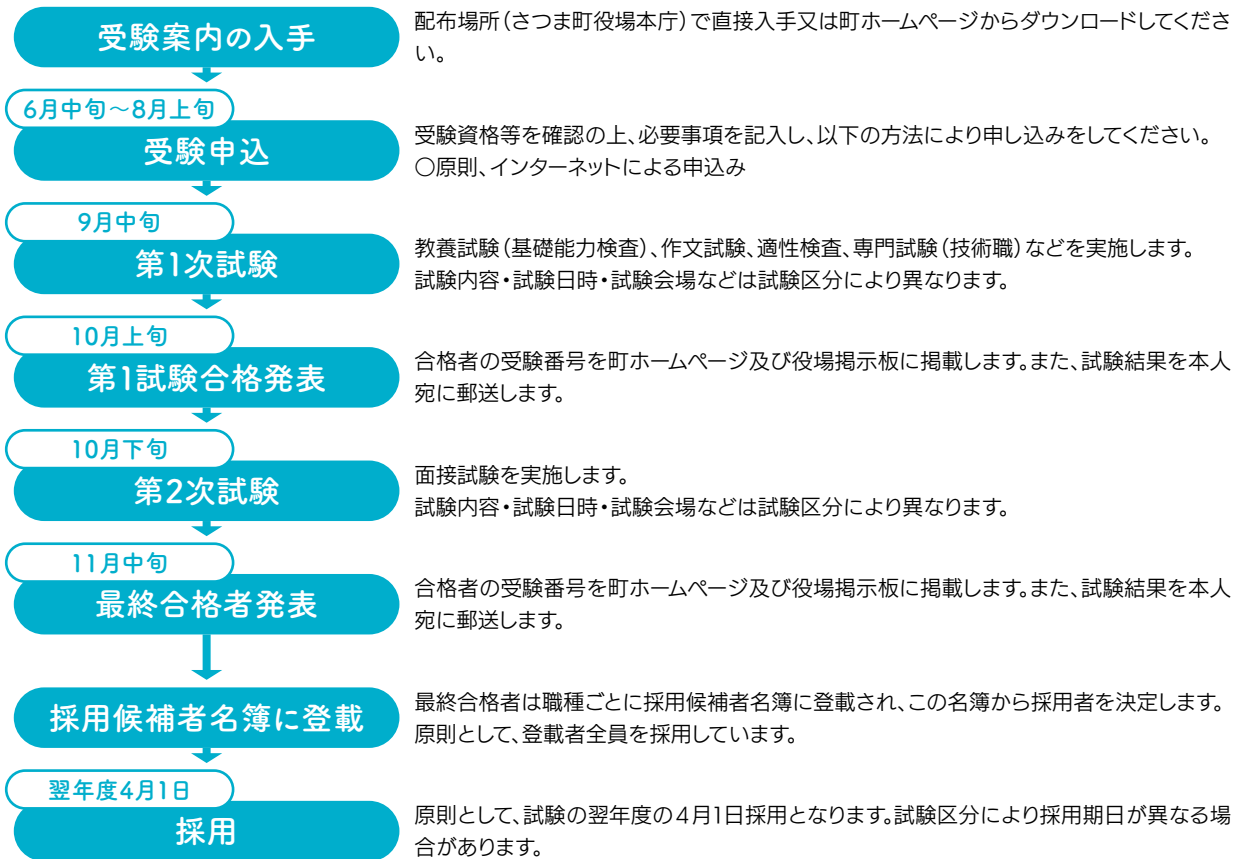 受験案内の入手
配布場所(さつま町役場本庁)で直接入手又は町ホームページからダウンロードしてくださ
い。
6月中旬～8月上旬
受験申込
受験資格等を確認の上、必要事項を記入し、以下の方法により申し込みをしてください。
○原則、インターネットによる申込み
9月中旬
第1次試験
教養試験(基礎能力検査)、作文試験、適性検査、専門試験(技術職)などを実施します。
試験内容・試験日時・試験会場などは試験区分により異なります。
10月上旬
第1試験合格発表
合格者の受験番号を町ホームページ及び役場掲示板に掲載します。また、試験結果を本人
宛に郵送します。
10月下旬
第2次試験
面接試験を実施します。
試験内容・試験日時・試験会場などは試験区分により異なります。
11月中旬
最終合格者発表
合格者の受験番号を町ホームページ及び役場掲示板に掲載します。また、試験結果を本人
宛に郵送します。
採用候補者名簿に登載
最終合格者は職種ごとに採用候補者名簿に登載され、この名簿から採用者を決定します。
原則として、登載者全員を採用しています。
翌年度4月1日
採用
原則として、試験の翌年度の4月1日採用となります。試験区分により採用期日が異なる場
合があります。